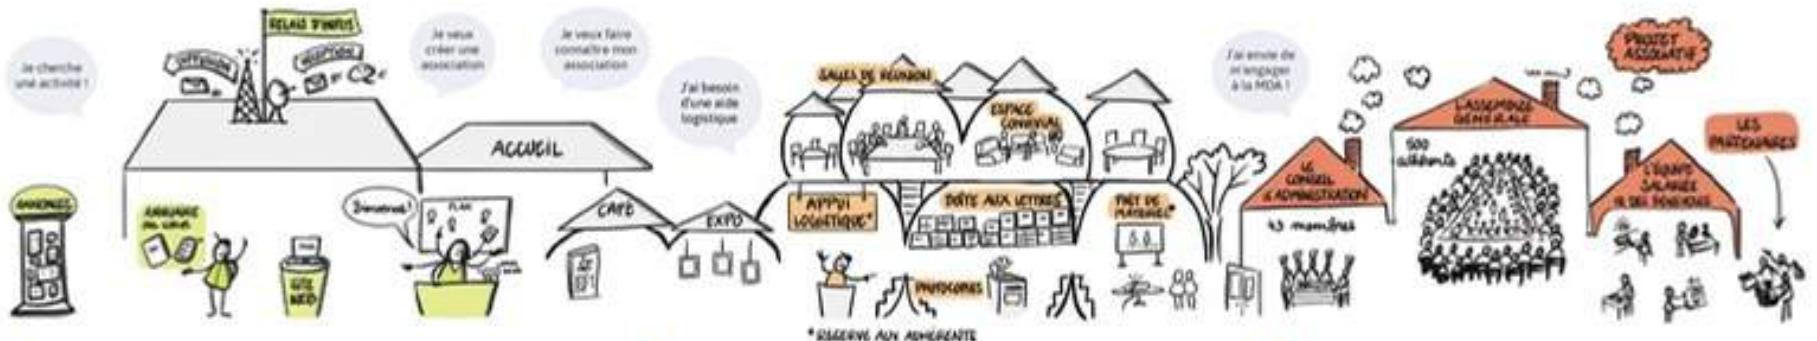 Je cherche
une activité !
RELAIS D'INFOS
DIFFUSION
RÉCEPTION
Je veux
créer une
association
Je veux faire
connaître mon
association
J'ai besoin
d'une aide
logistique
ACCUEIL
ANNONCES
ANNUAIRE
Bienvenue !
PLAN
SITE
WEB
CAFÉ
EXPO
SALLES DE RÉUNION
ESPACE
CONVIVIAL
APPUI
LOGISTIQUE*
BOÎTE AUX LETTRES
PRÊT DE
MATÉRIEL*
* RÉSERVÉ AUX ADHÉRENTS
J'ai envie de
m'engager
à la MDA !
LE
CONSEIL
D'ADMINISTRATION
43 membres
L'ASSEMBLÉE
GÉNÉRALE
500
adhérents
PROJET
ASSOCIATIF
L'ÉQUIPE
SALARIÉE
LES
PARTENAIRES